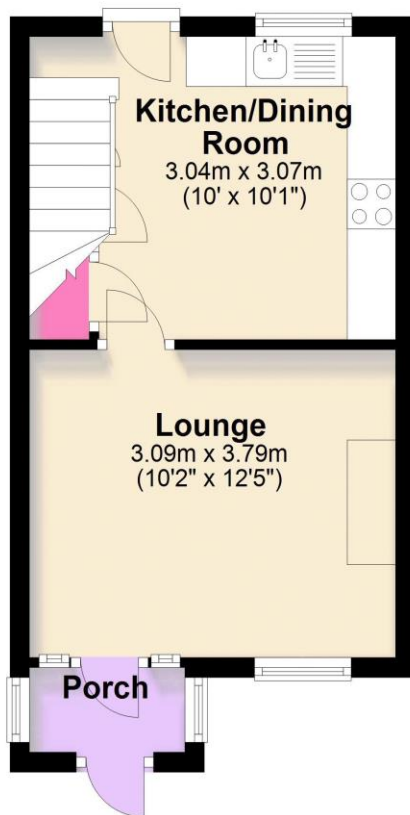 Kitchen/Dining
Room
3.04m x 3.07m
(10' x 10'1")
Lounge
3.09m x 3.79m
(10'2" x 12'5")
Porch